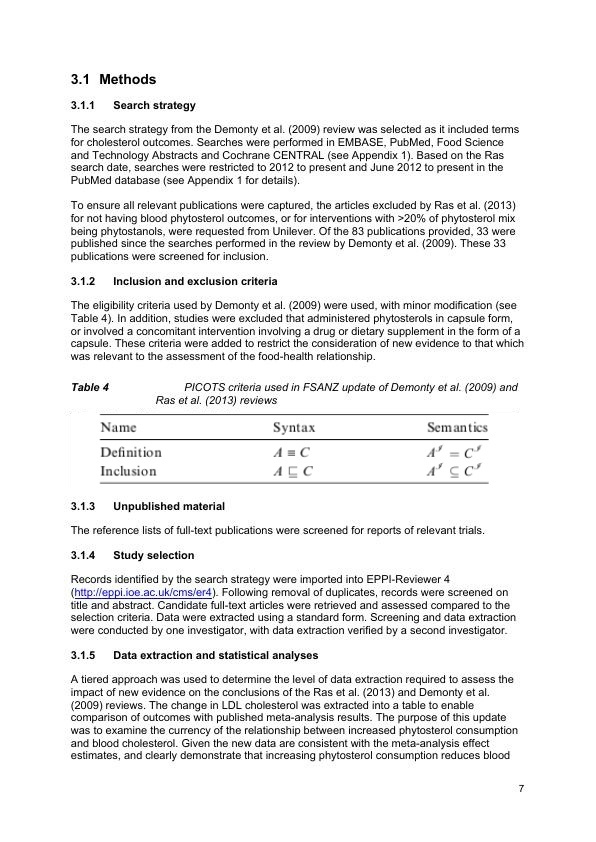 3.1 Methods
3.1.1 Search strategy
The search strategy from the Demonty et al. (2009) review was selected as it included terms
for cholesterol outcomes. Searches were performed in EMBASE, PubMed, Food Science
and Technology Abstracts and Cochrane CENTRAL (see Appendix 1). Based on the Ras
search date, searches were restricted to 2012 to present and June 2012 to present in the
PubMed database (see Appendix 1 for details).
To ensure all relevant publications were captured, the articles excluded by Ras et al. (2013)
for not having blood phytosterol outcomes, or for interventions with >20% of phytosterol mix
being phytostanols, were requested from Unilever. Of the 83 publications provided, 33 were
published since the searches performed in the review by Demonty et al. (2009). These 33
publications were screened for inclusion.
3.1.2 Inclusion and exclusion criteria
The eligibility criteria used by Demonty et al. (2009) were used, with minor modification (see
Table 4). In addition, studies were excluded that administered phytosterols in capsule form,
or involved a concomitant intervention involving a drug or dietary supplement in the form of a
capsule. These criteria were added to restrict the consideration of new evidence to that which
was relevant to the assessment of the food-health relationship.
Table 4 PICOTS criteria used in FSANZ update of Demonty et al. (2009) and
Ras et al. (2013) reviews
Name Syntax Semantics
Definition A ≡ C A^𝓘 = C^𝓘
Inclusion A ⊑ C A^𝓘 ⊆ C^𝓘
3.1.3 Unpublished material
The reference lists of full-text publications were screened for reports of relevant trials.
3.1.4 Study selection
Records identified by the search strategy were imported into EPPI-Reviewer 4
(http://eppi.ioe.ac.uk/cms/er4). Following removal of duplicates, records were screened on
title and abstract. Candidate full-text articles were retrieved and assessed compared to the
selection criteria. Data were extracted using a standard form. Screening and data extraction
were conducted by one investigator, with data extraction verified by a second investigator.
3.1.5 Data extraction and statistical analyses
A tiered approach was used to determine the level of data extraction required to assess the
impact of new evidence on the conclusions of the Ras et al. (2013) and Demonty et al.
(2009) reviews. The change in LDL cholesterol was extracted into a table to enable
comparison of outcomes with published meta-analysis results. The purpose of this update
was to examine the currency of the relationship between increased phytosterol consumption
and blood cholesterol. Given the new data are consistent with the meta-analysis effect
estimates, and clearly demonstrate that increasing phytosterol consumption reduces blood
7